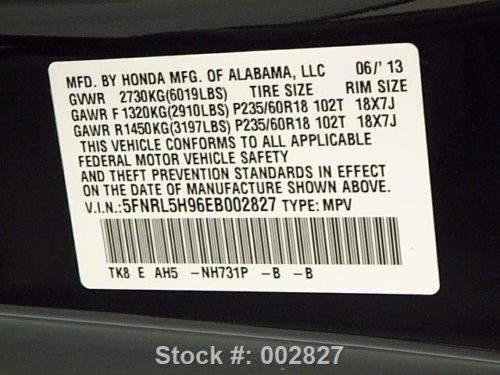 MFD. BY HONDA MFG. OF ALABAMA, LLC 06/'13
GVWR 2730KG(6019LBS) TIRE SIZE RIM SIZE
GAWR F 1320KG(2910LBS) P235/60R18 102T 18X7J
GAWR R1450KG(3197LBS) P235/60R18 102T 18X7J
THIS VEHICLE CONFORMS TO ALL APPLICABLE
FEDERAL MOTOR VEHICLE SAFETY
AND THEFT PREVENTION STANDARDS IN EFFECT
ON THE DATE OF MANUFACTURE SHOWN ABOVE.
V.I.N.:5FNRL5H96EB002827 TYPE: MPV
TK8 E AH5 -NH731P -B -B
Stock #: 002827